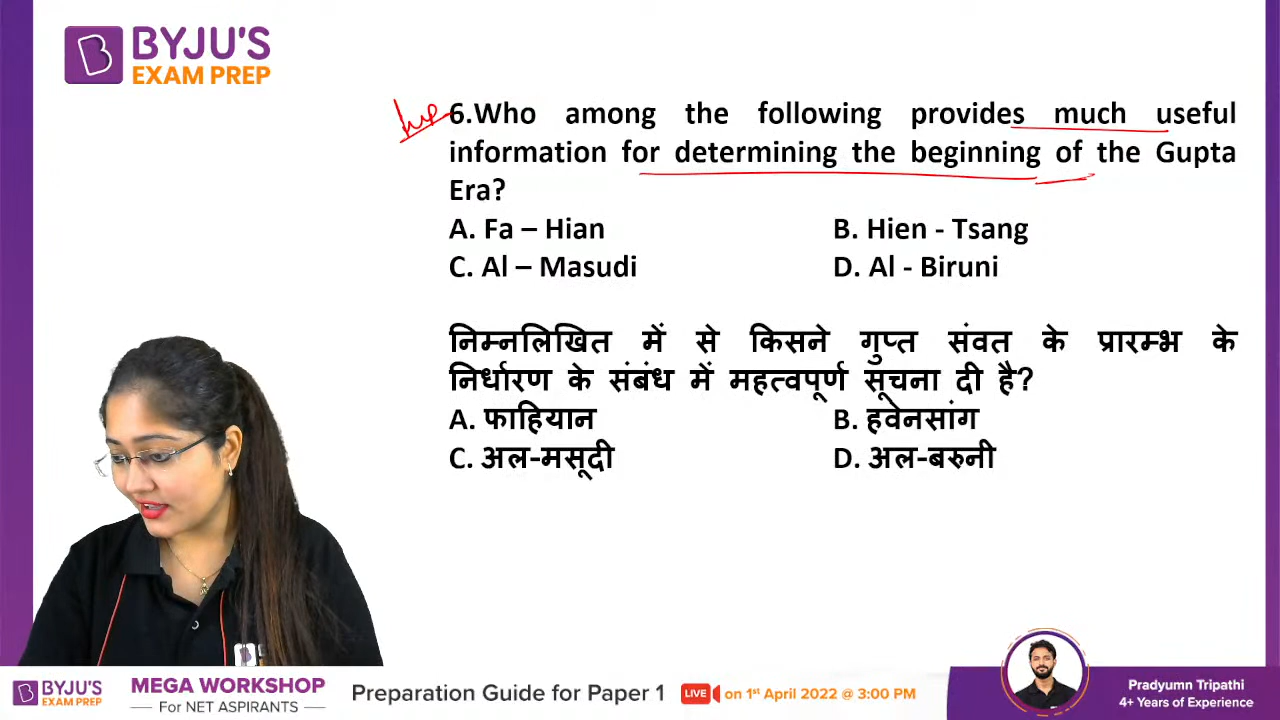 BYJU'S
EXAM PREP
Imp 6.Who among the following provides much useful
information for determining the beginning of the Gupta
Era?
A. Fa – Hian B. Hien - Tsang
C. Al – Masudi D. Al - Biruni
निम्नलिखित में से किसने गुप्त संवत के प्रारम्भ के
निर्धारण के संबंध में महत्वपूर्ण सूचना दी है?
A. फाहियान B. हवेनसांग
C. अल-मसूदी D. अल-बरुनी
B
BYJU'S
EXAM PREP
MEGA WORKSHOP
For NET ASPIRANTS
Preparation Guide for Paper 1 LIVE on 1st April 2022 @ 3:00 PM
Pradyumn Tripathi
4+ Years of Experience